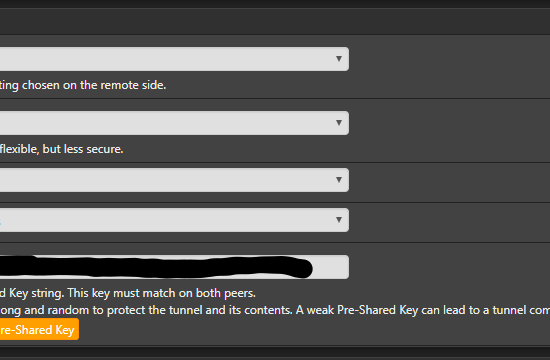 ting chosen on the remote side.
flexible, but less secure.
d Key string. This key must match on both peers.
ong and random to protect the tunnel and its contents. A weak Pre-Shared Key can lead to a tunnel com
re-Shared Key